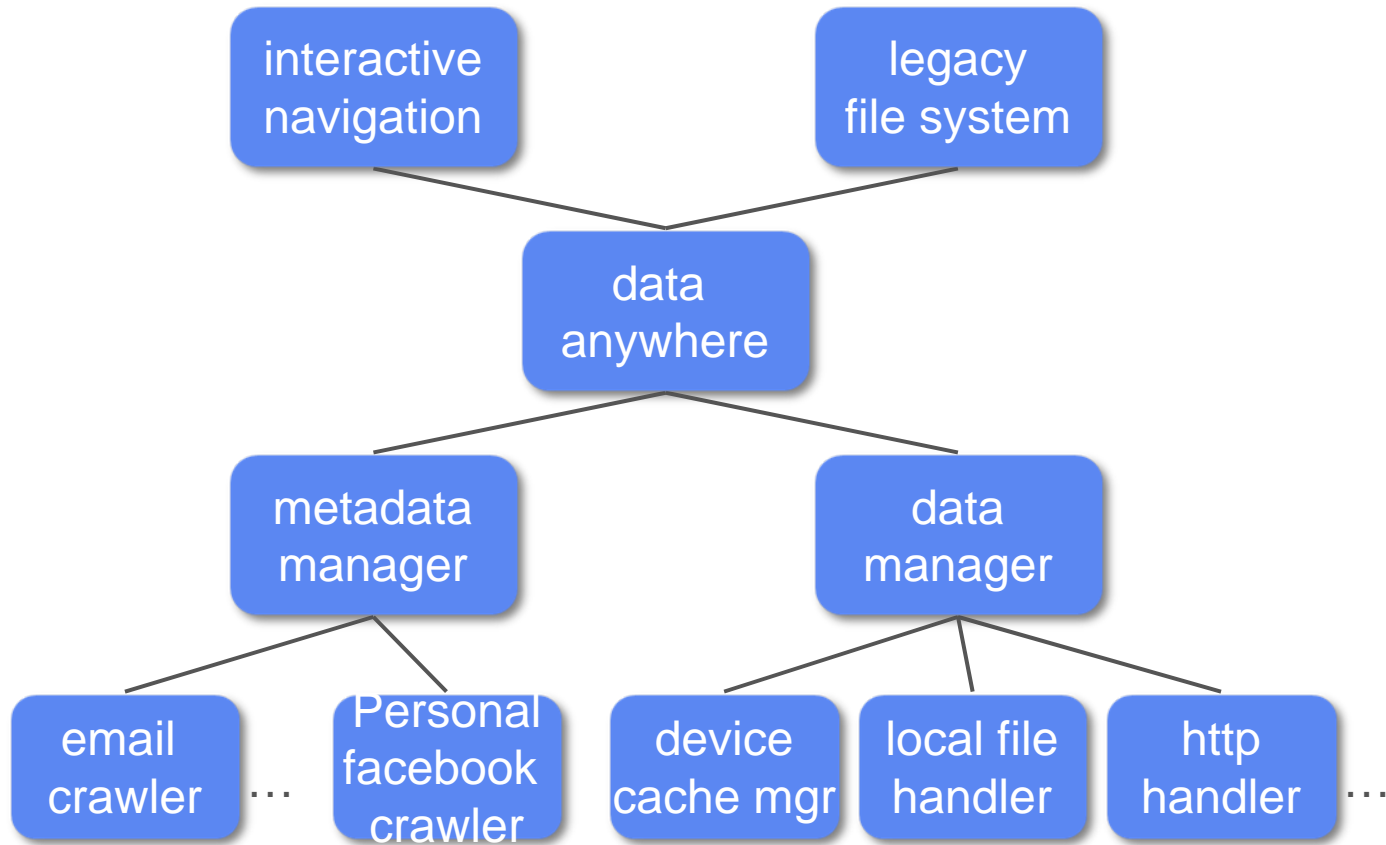 interactive
navigation
legacy
file system
data
anywhere
metadata
manager
data
manager
email
crawler
...
Personal
facebook
crawler
device
cache mgr
local file
handler
http
handler
...